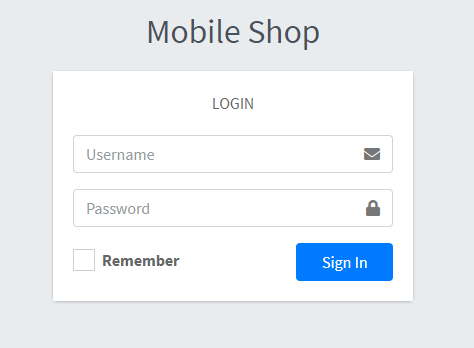 Mobile Shop
LOGIN
Username
Password
Remember
Sign In